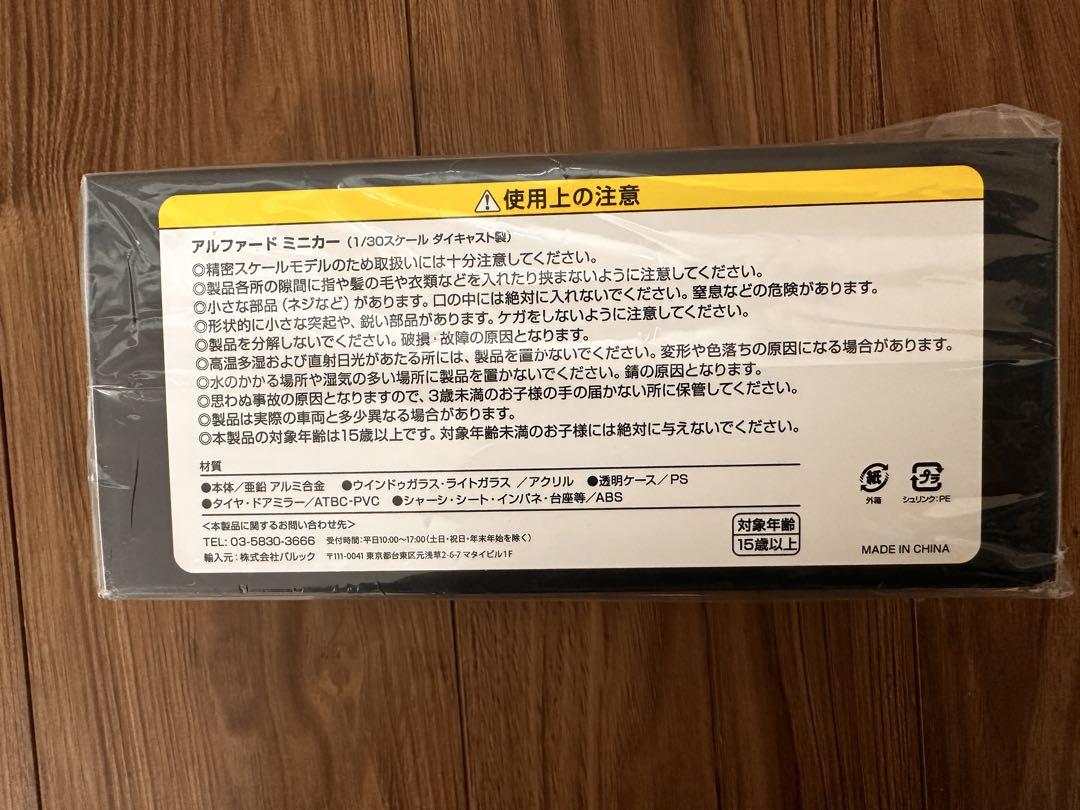 ⚠使用上の注意
アルファード ミニカー（1/30スケール ダイキャスト製）
◎精密スケールモデルのため取扱いには十分注意してください。
◎製品各所の隙間に指や髪の毛や衣類などを入れたり挟まないように注意してください。
◎小さな部品（ネジなど）があります。口の中には絶対に入れないでください。窒息などの危険があります。
◎形状的に小さな突起や、鋭い部品があります。ケガをしないように注意してください。
◎製品を分解しないでください。破損・故障の原因となります。
◎高温多湿および直射日光があたる所には、製品を置かないでください。変形や色落ちの原因になる場合があります。
◎水のかかる場所や湿気の多い場所に製品を置かないでください。錆の原因となります。
◎思わぬ事故の原因となりますので、3歳未満のお子様の手の届かない所に保管してください。
◎製品は実際の車両と多少異なる場合があります。
◎本製品の対象年齢は15歳以上です。対象年齢未満のお子様には絶対に与えないでください。
材質
●本体／亜鉛 アルミ合金 ●ウインドゥガラス・ライトガラス ／アクリル ●透明ケース／PS
●タイヤ・ドアミラー／ATBC-PVC ●シャーシ・シート・インパネ・台座等／ABS
＜本製品に関するお問い合わせ先＞
TEL: 03-5830-3666 受付時間：平日10:00～17:00（土日・祝日・年末年始を除く）
輸入元：株式会社バルック 〒111-0041 東京都台東区元浅草2-6-7 マタイビル1F
対象年齢
15歳以上
紙
外箱
プラ
シュリンク：PE
MADE IN CHINA